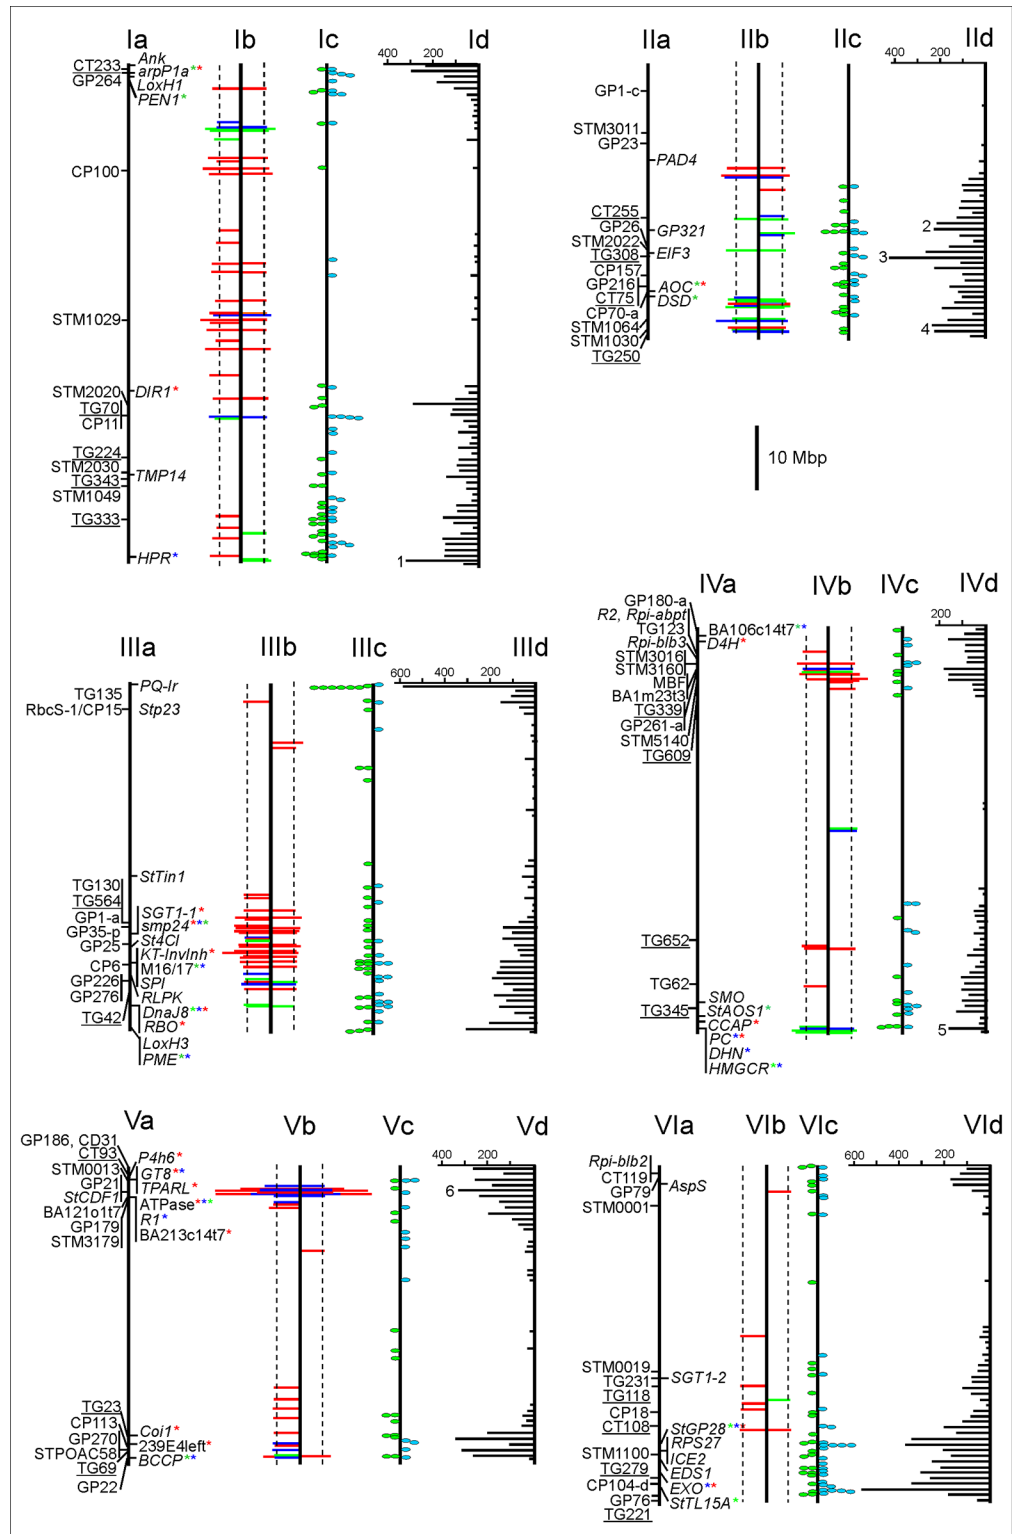 Ia Ib Ic Id
400 200
CT233
GP264
Ank
arpP1a**
LoxH1
PEN1*
CP100
STM1029
STM2020
TG70
CP11
DIR1*
TG224
STM2030
TG343
STM1049
TMP14
TG333
HPR*
1
IIa IIb IIc IId
400 200
GP1-c
STM3011
GP23
PAD4
CT255
GP26
STM2022
TG308
CP157
GP216
CT75
CP70-a
STM1064
STM1030
TG250
GP321
EIF3
AOC**
DSD*
2
3
4
10 Mbp
IIIa IIIb IIIc IIId
600 400 200
TG135
RbcS-1/CP15
PQ-lr
Stp23
StTin1
TG130
TG564
GP1-a
GP35-b
GP25
CP6
GP226
GP276
TG42
SGT1-1*
smp24***
St4Cl
KT-InvInh*
M16/17**
SPI
RLPK
DnaJ8***
RBO*
LoxH3
PME**
IVa IVb IVc IVd
200
GP180-a
R2, Rpi-abpt
TG123
Rpi-blb3
STM3016
STM3160
MBF
BA1m23t3
TG339
GP261-a
STM5140
TG609
BA106c14t7**
D4H*
TG652
TG62
TG345
SMO
StAOS1*
CCAP*
PC**
DHN*
HMGCR**
5
Va Vb Vc Vd
400 200
GP186, CD31
CT93
STM0013
GP21
StCDF1
BA121o1t7
GP179
STM3179
P4h6*
GT8**
TPARL*
ATPase***
R1*
BA213c14t7*
6
TG23
CP113
GP270
STPOAC58
TG69
GP22
Coi1*
239E4left*
BCCP**
VIa VIb VIc VId
600 400 200
Rpi-blb2
CT119
GP79
STM0001
AspS
STM0019
TG231
TG118
CP18
CT108
STM1100
TG279
CP104-d
GP76
TG221
SGT1-2
StGP28***
RPS27
ICE2
EDS1
EXO**
StTL15A*